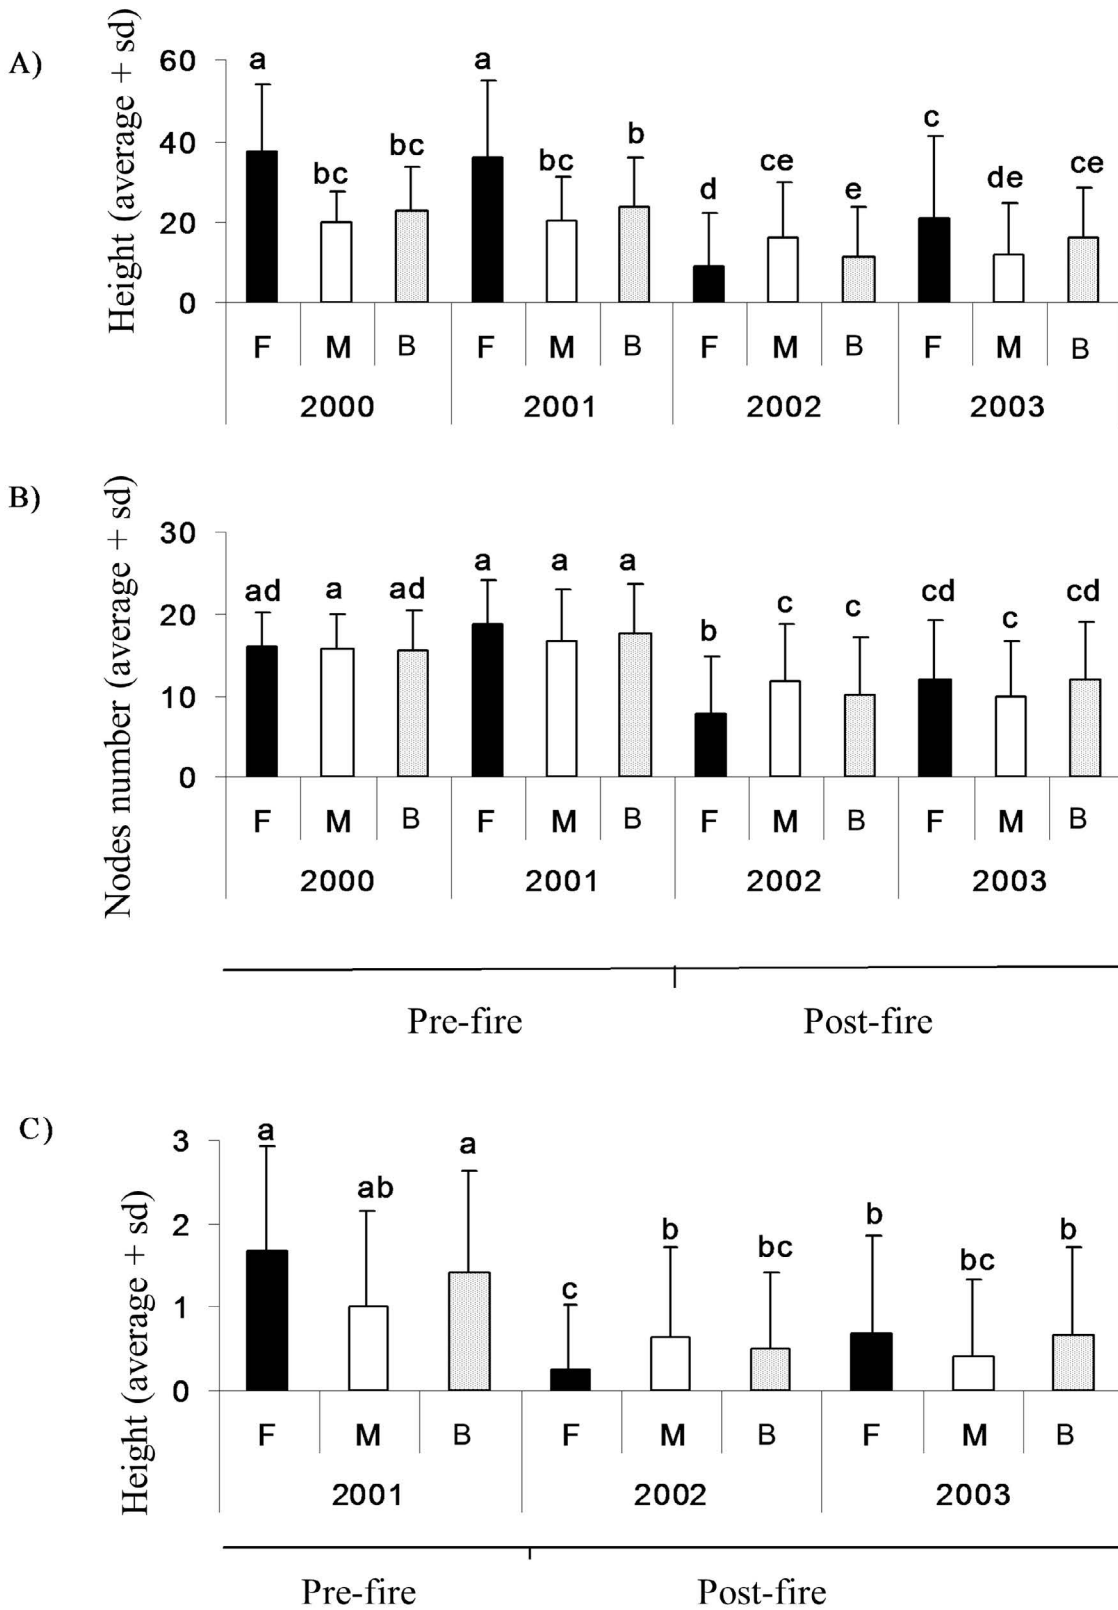 A)
Height (average + sd)
60
40
20
0
a bc bc a bc b d ce e c de ce
F M B F M B F M B F M B
2000 2001 2002 2003
B)
Nodes number (average + sd)
30
20
10
0
ad a ad a a a b c c cd c cd
F M B F M B F M B F M B
2000 2001 2002 2003
Pre-fire Post-fire
C)
Height (average + sd)
3
2
1
0
a ab a c b bc b bc b
F M B F M B F M B
2001 2002 2003
Pre-fire Post-fire